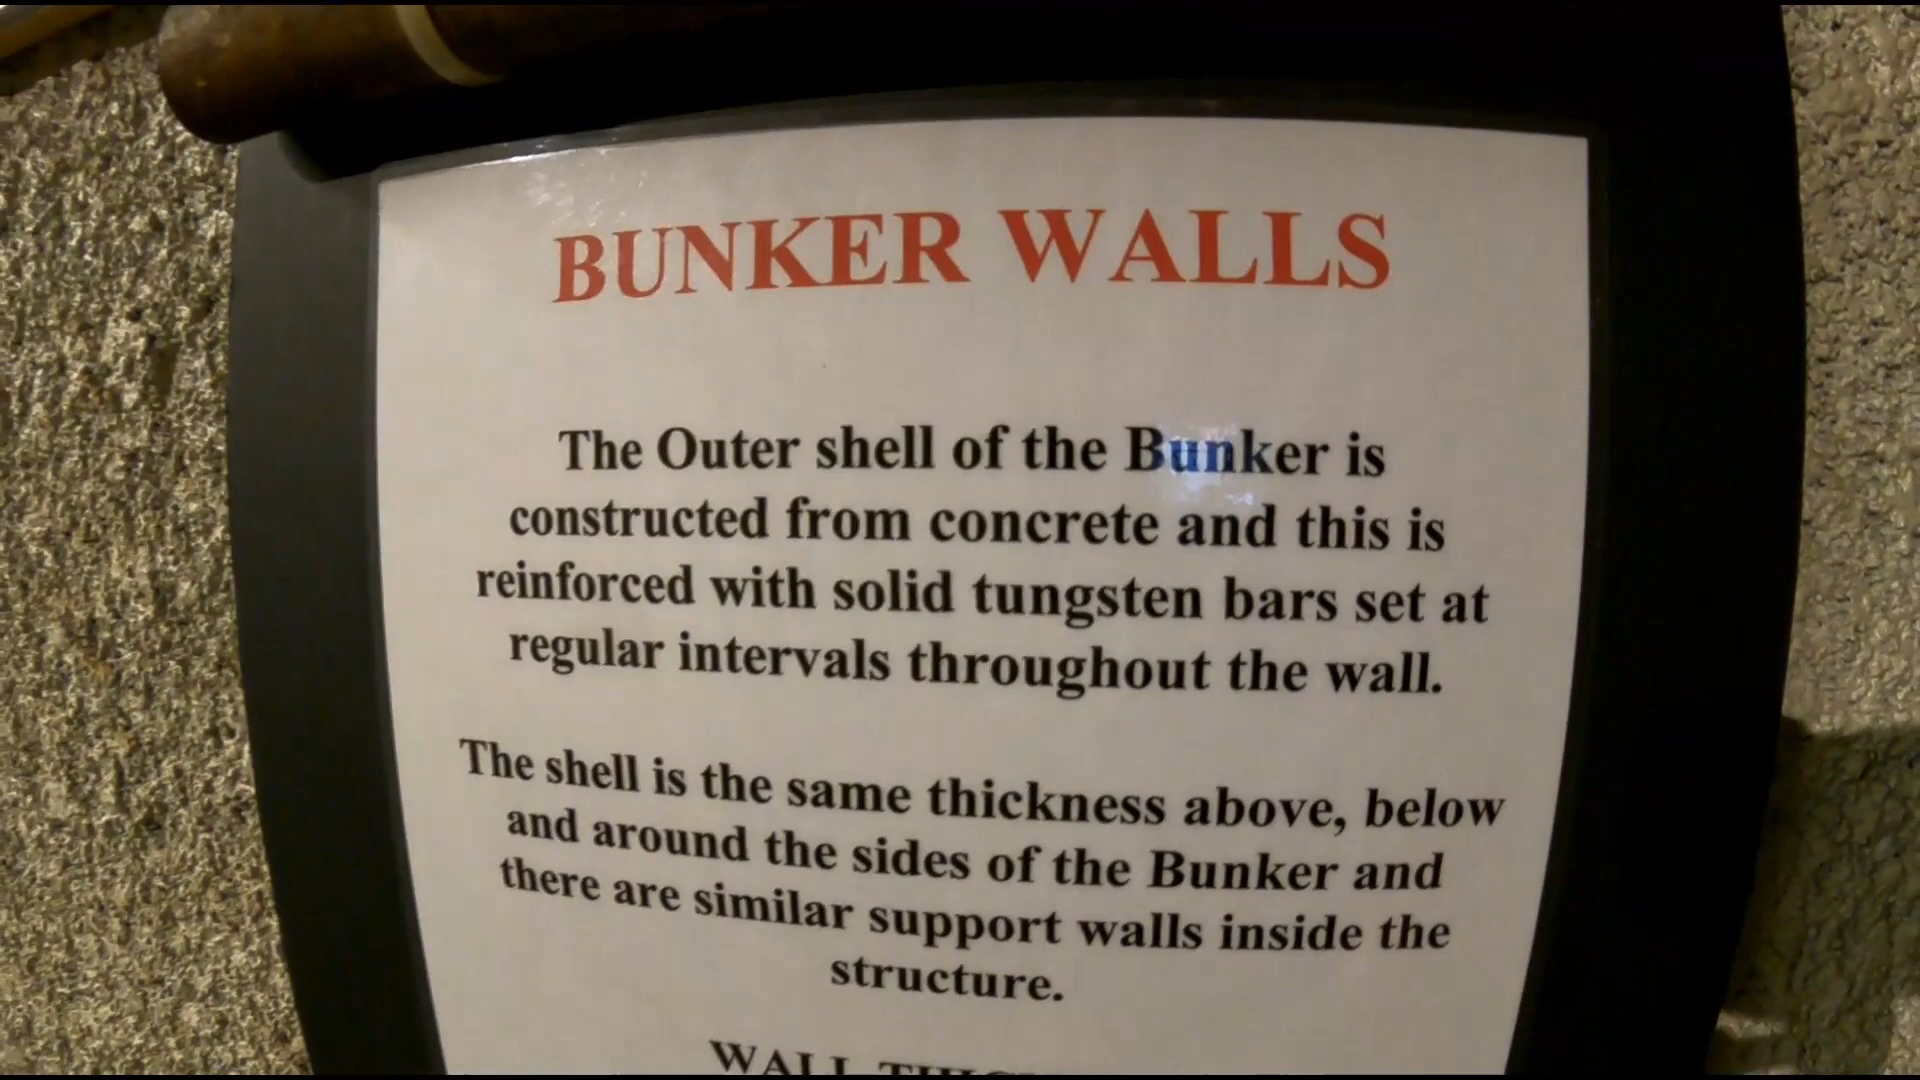 BUNKER WALLS
The Outer shell of the Bunker is
constructed from concrete and this is
reinforced with solid tungsten bars set at
regular intervals throughout the wall.
The shell is the same thickness above, below
and around the sides of the Bunker and
there are similar support walls inside the
structure.
WALL